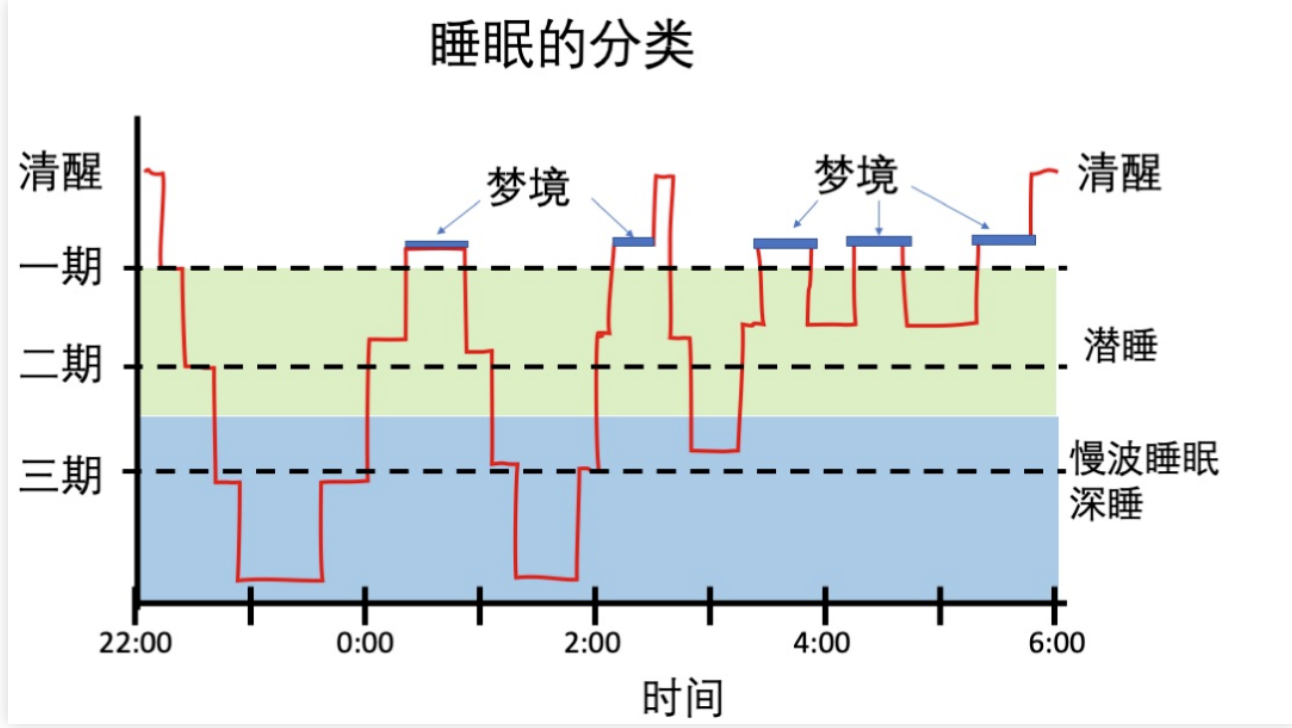 睡眠的分类
清醒
梦境
梦境
清醒
一期
二期
潜睡
三期
慢波睡眠
深睡
22:00
0:00
2:00
4:00
6:00
时间